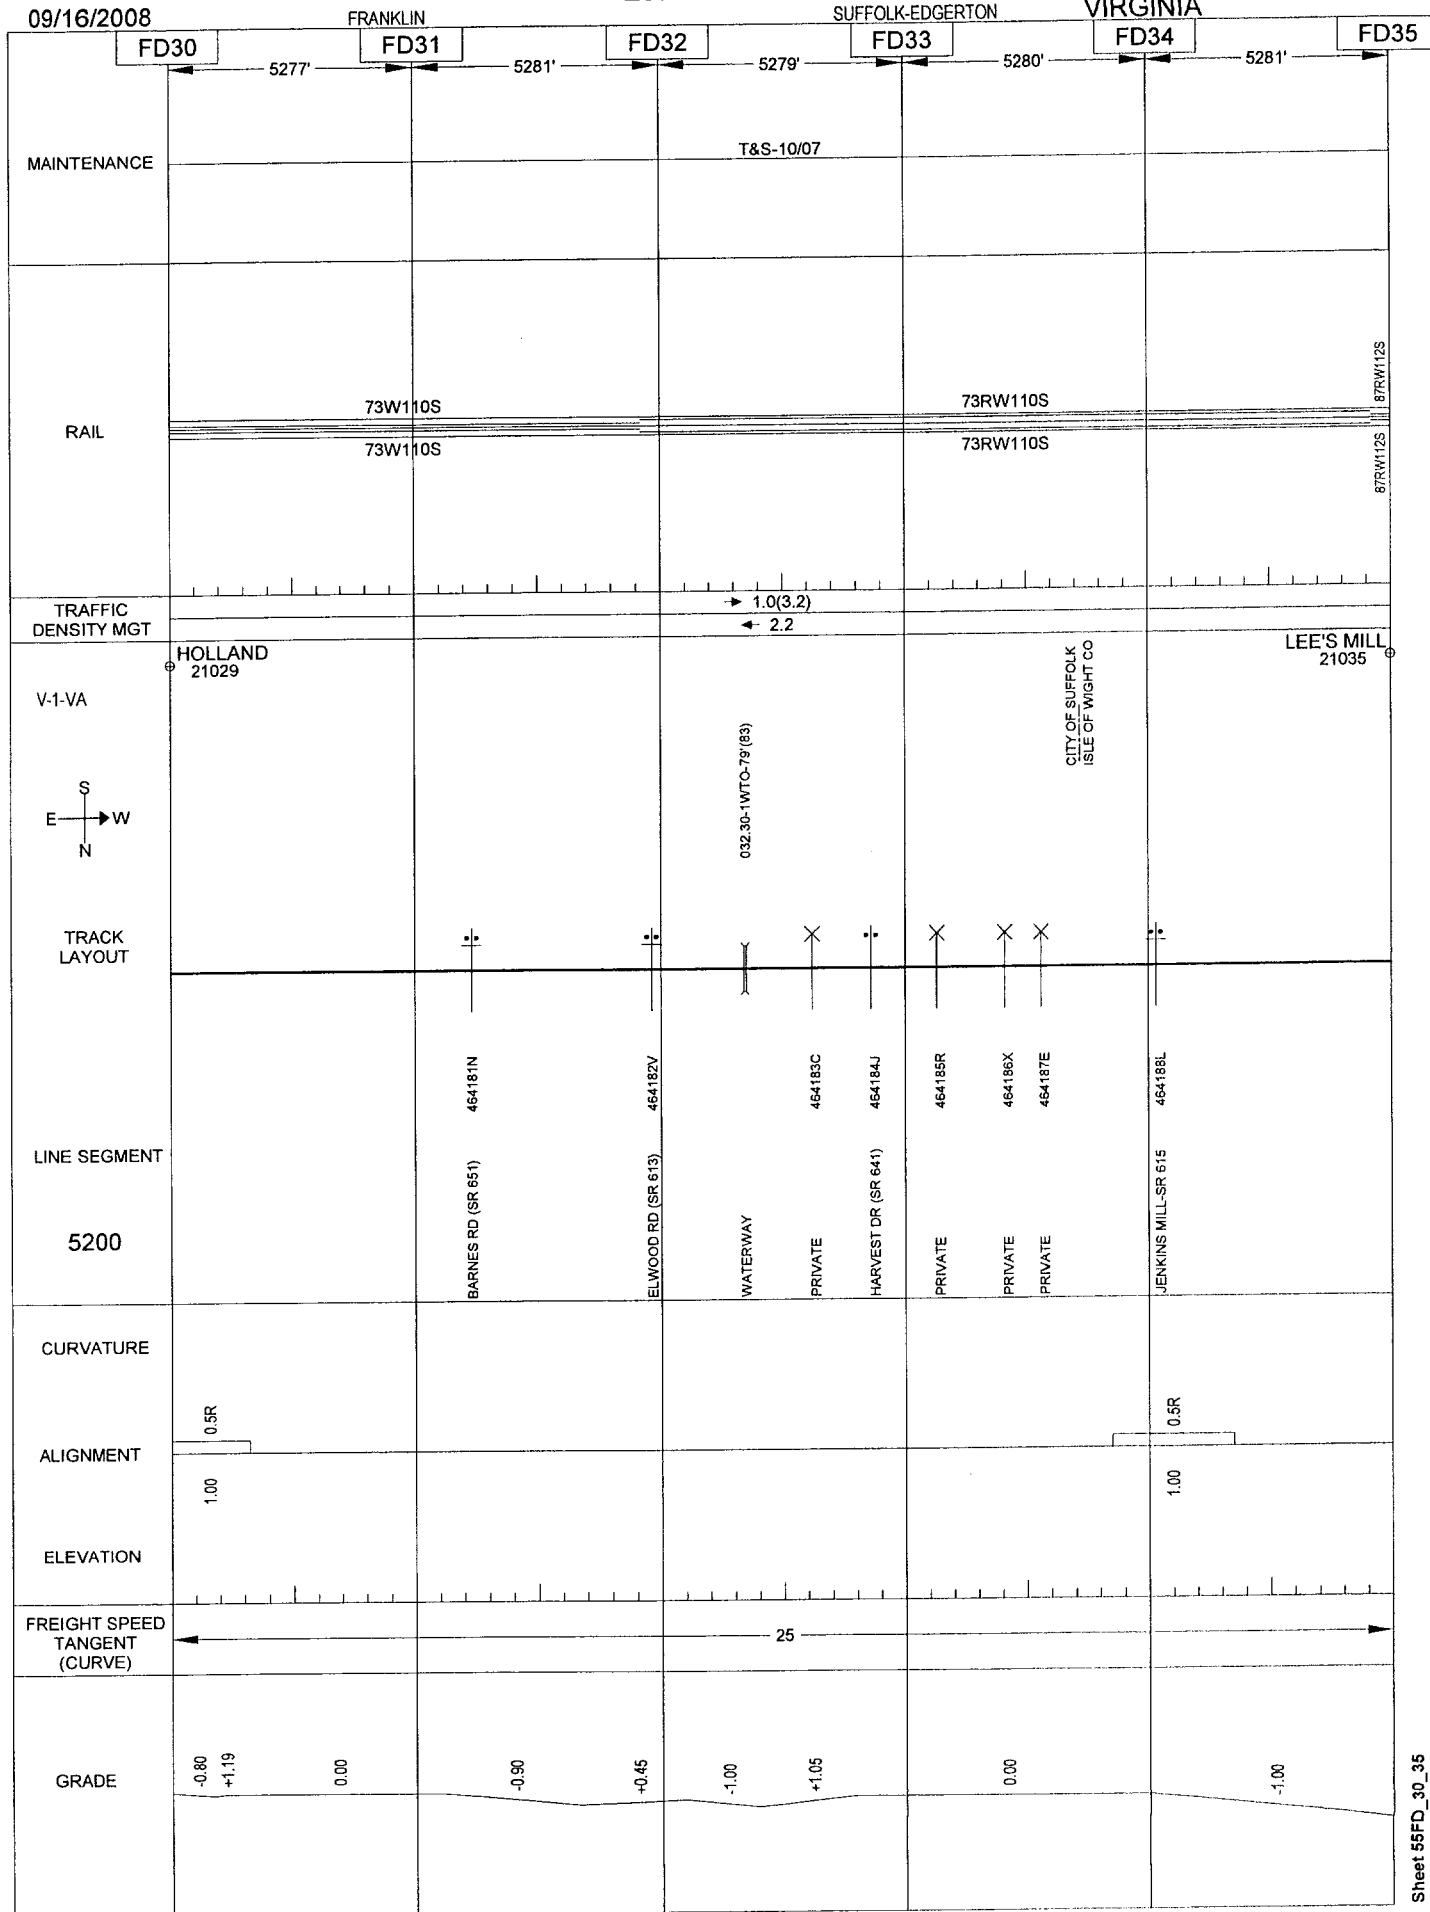 09/16/2008
FRANKLIN
SUFFOLK-EDGERTON
VIRGINIA
FD30
FD31
FD32
FD33
FD34
FD35
5277'
5281'
5279'
5280'
5281'
MAINTENANCE
T&S-10/07
RAIL
73W110S
73RW110S
87RW112S
73W110S
73RW110S
87RW112S
TRAFFIC
DENSITY MGT
1.0(3.2)
2.2
HOLLAND
21029
LEE'S MILL
21035
CITY OF SUFFOLK
ISLE OF WIGHT CO
V-1-VA
S
E W
N
032.30-1WTO-79'(83)
TRACK
LAYOUT
464181N
464182V
464183C
464184J
464185R
464186X
464187E
464188L
LINE SEGMENT
5200
BARNES RD (SR 651)
ELWOOD RD (SR 613)
WATERWAY
PRIVATE
HARVEST DR (SR 641)
PRIVATE
PRIVATE
PRIVATE
JENKINS MILL-SR 615
CURVATURE
0.5R
0.5R
ALIGNMENT
1.00
1.00
ELEVATION
FREIGHT SPEED
TANGENT
(CURVE)
25
GRADE
-0.80
+1.19
0.00
-0.90
+0.45
-1.00
+1.05
0.00
-1.00
Sheet 55FD_30_35